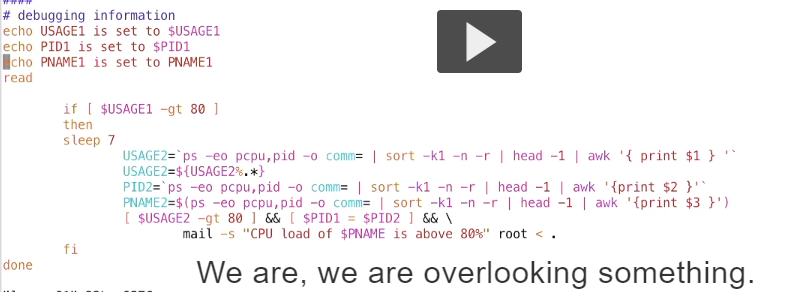 ####
# debugging information
echo USAGE1 is set to $USAGE1
echo PID1 is set to $PID1
echo PNAME1 is set to PNAME1
read
if [ $USAGE1 -gt 80 ]
then
sleep 7
USAGE2=`ps -eo pcpu,pid -o comm= | sort -k1 -n -r | head -1 | awk '{ print $1 } '`
USAGE2=${USAGE2%.*}
PID2=`ps -eo pcpu,pid -o comm= | sort -k1 -n -r | head -1 | awk '{print $2 }'`
PNAME2=$(ps -eo pcpu,pid -o comm= | sort -k1 -n -r | head -1 | awk '{print $3 }')
[ $USAGE2 -gt 80 ] && [ $PID1 = $PID2 ] && \
mail -s "CPU load of $PNAME is above 80%" root < .
fi
done
We are, we are overlooking something.